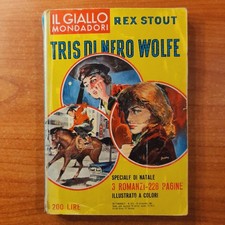 IL GIALLO
MONDADORI
REX STOUT
TRIS DI NERO WOLFE
SPECIALE DI NATALE
3 ROMANZI-228 PAGINE
ILLUSTRATO A COLORI
200 LIRE